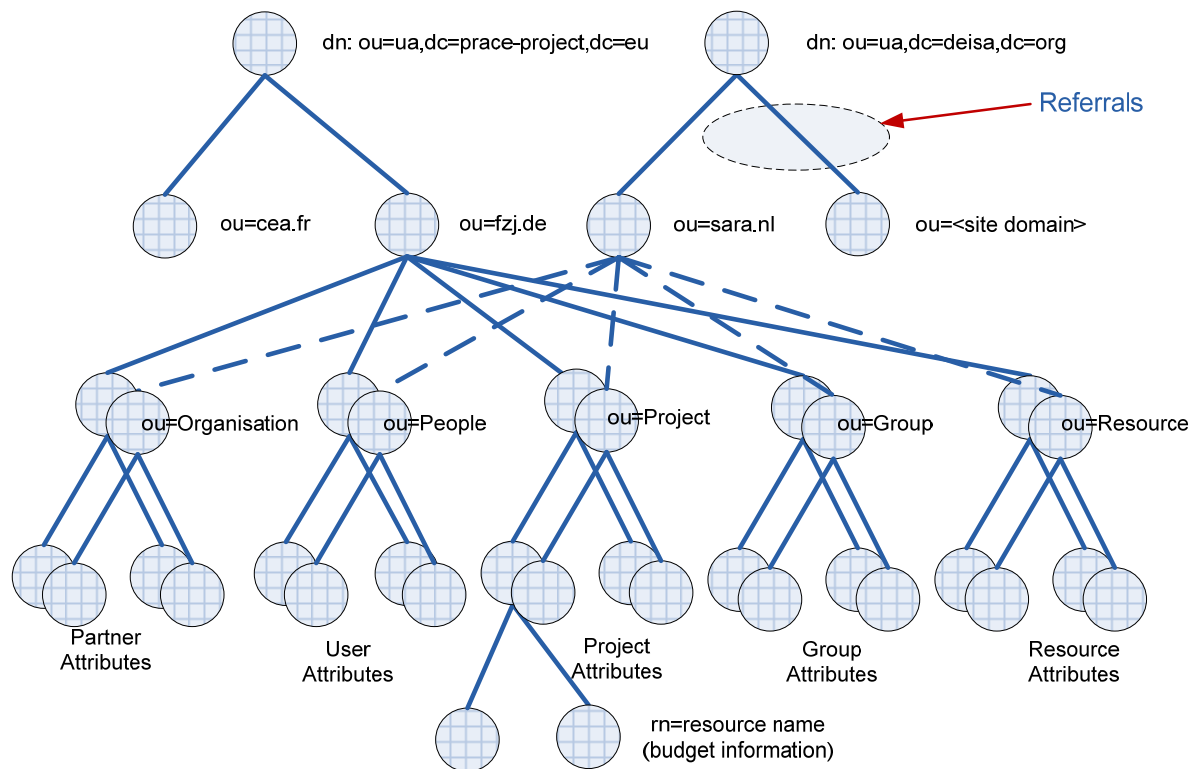 dn: ou=ua,dc=prace-project,dc=eu
dn: ou=ua,dc=deisa,dc=org
Referrals
ou=cea.fr
ou=fzj.de
ou=sara.nl
ou=<site domain>
ou=Organisation
ou=People
ou=Project
ou=Group
ou=Resource
Partner
Attributes
User
Attributes
Project
Attributes
Group
Attributes
Resource
Attributes
rn=resource name
(budget information)